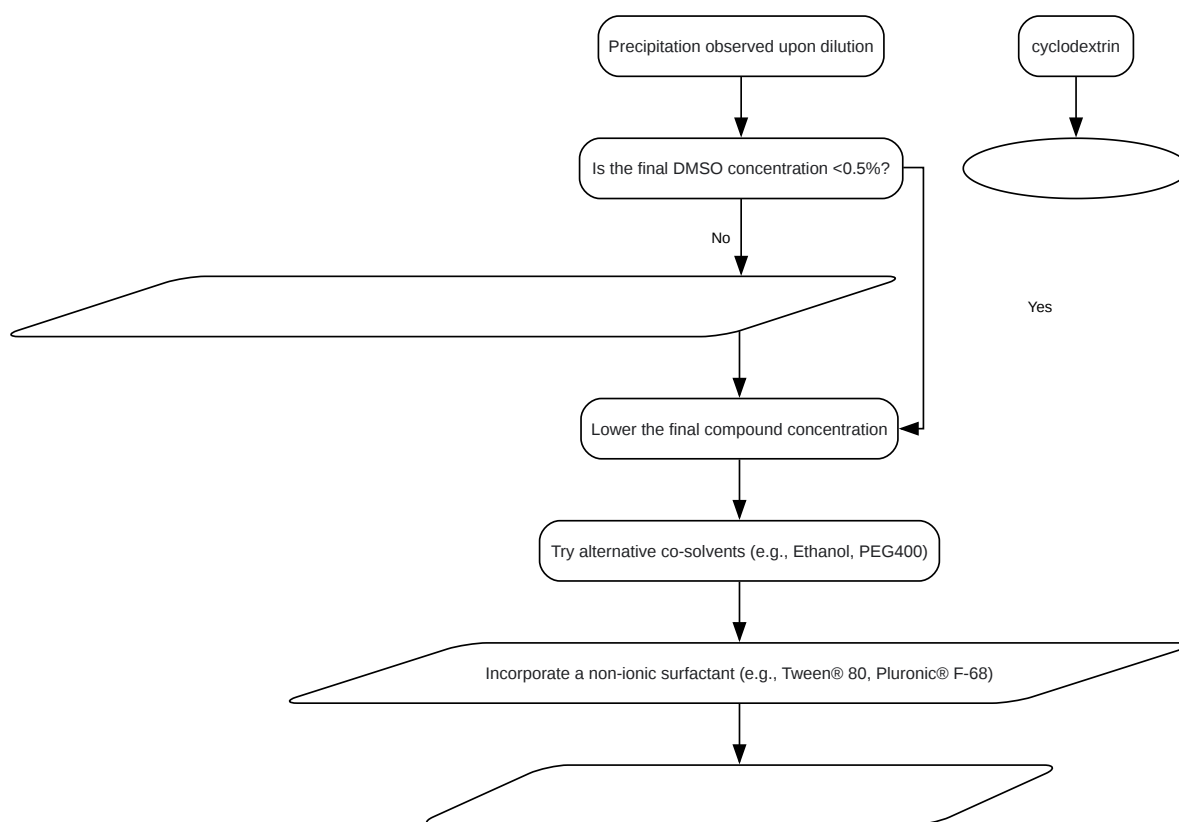 Precipitation observed upon dilution
cyclodextrin
Is the final DMSO concentration <0.5%?
No
Yes
Lower the final compound concentration
Try alternative co-solvents (e.g., Ethanol, PEG400)
Incorporate a non-ionic surfactant (e.g., Tween® 80, Pluronic® F-68)